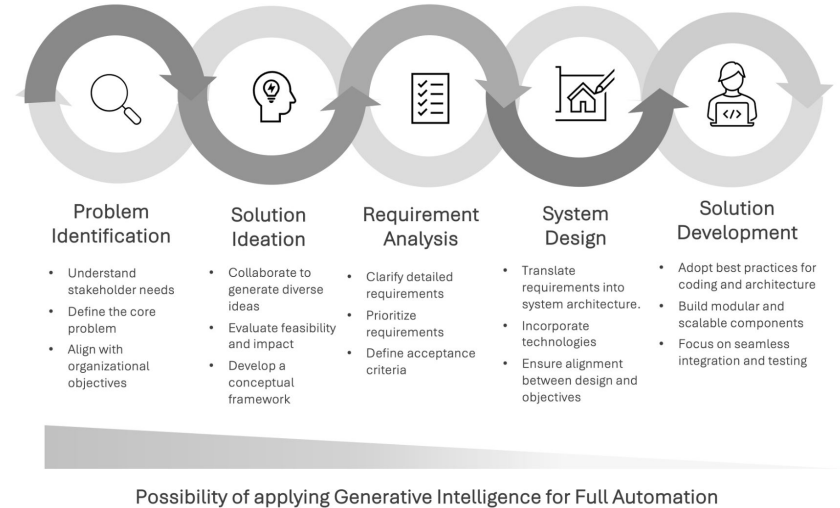 </>
Problem
Identification
• Understand
stakeholder needs
• Define the core
problem
• Align with
organizational
objectives
Solution
Ideation
• Collaborate to
generate diverse
ideas
• Evaluate feasibility
and impact
• Develop a
conceptual
framework
Requirement
Analysis
• Clarify detailed
requirements
• Prioritize
requirements
• Define acceptance
criteria
System
Design
• Translate
requirements into
system architecture.
• Incorporate
technologies
• Ensure alignment
between design and
objectives
Solution
Development
• Adopt best practices for
coding and architecture
• Build modular and
scalable components
• Focus on seamless
integration and testing
Possibility of applying Generative Intelligence for Full Automation